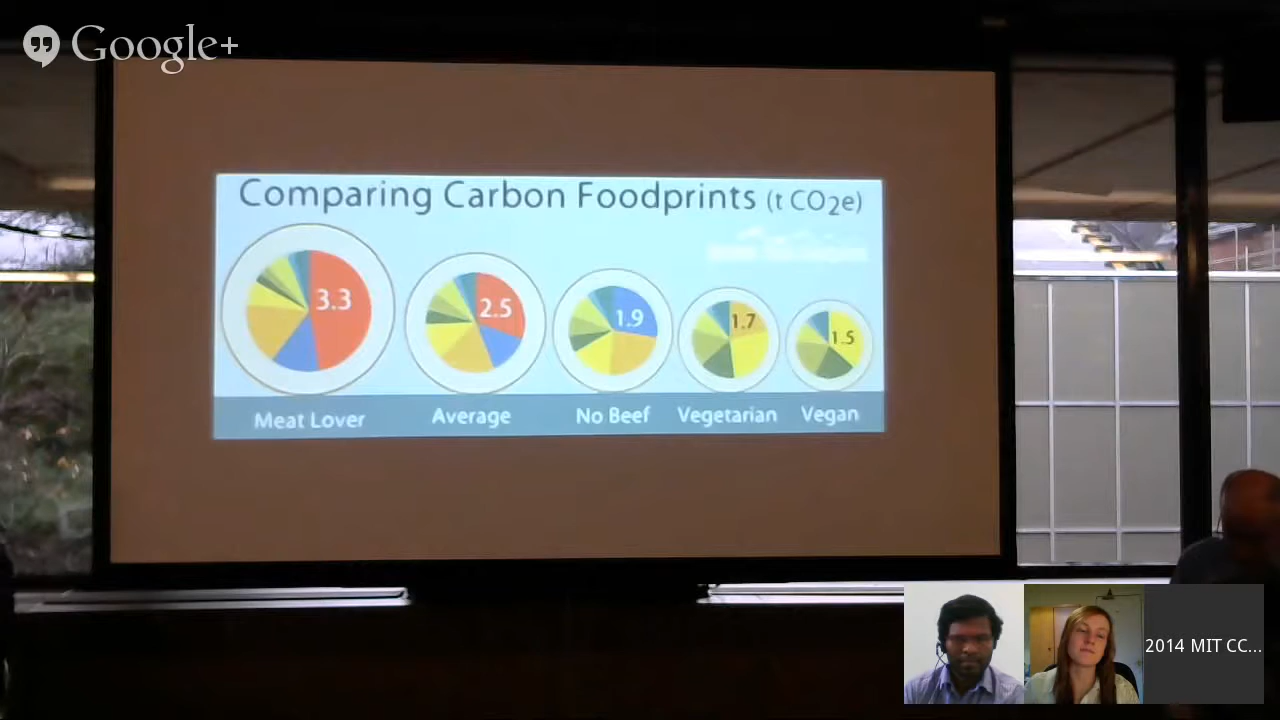 Google+
Comparing Carbon Foodprints (t CO2e)
3.3
2.5
1.9
1.7
1.5
Meat Lover
Average
No Beef
Vegetarian
Vegan
2014 MIT CC...